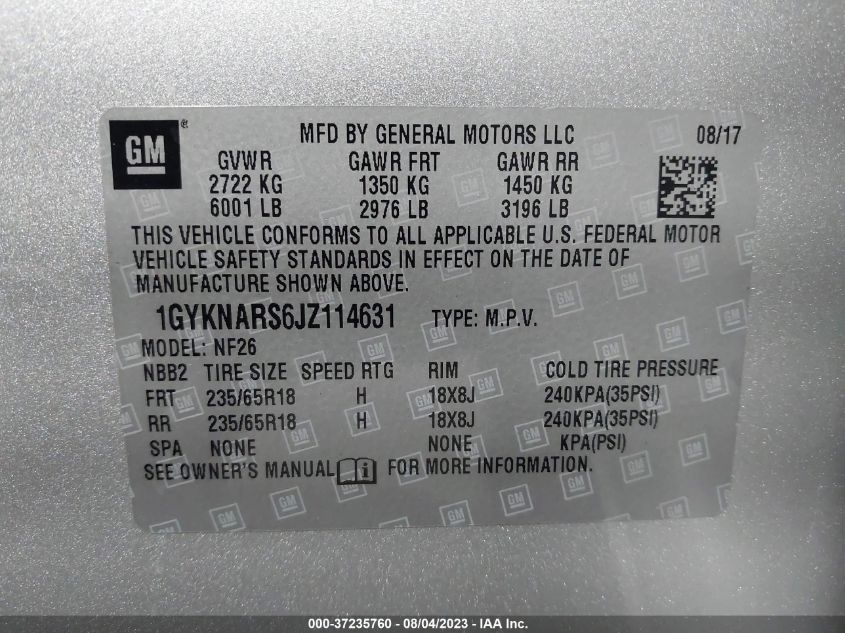 GM® MFD BY GENERAL MOTORS LLC 08/17
GVWR GAWR FRT GAWR RR
2722 KG 1350 KG 1450 KG
6001 LB 2976 LB 3196 LB
THIS VEHICLE CONFORMS TO ALL APPLICABLE U.S. FEDERAL MOTOR
VEHICLE SAFETY STANDARDS IN EFFECT ON THE DATE OF
MANUFACTURE SHOWN ABOVE.
1GYKNARS6JZ114631 TYPE: M.P.V.
MODEL: NF26
NBB2 TIRE SIZE SPEED RTG RIM COLD TIRE PRESSURE
FRT 235/65R18 H 18X8J 240KPA(35PSI)
RR 235/65R18 H 18X8J 240KPA(35PSI)
SPA NONE NONE KPA(PSI)
SEE OWNER'S MANUAL i FOR MORE INFORMATION.
000-37235760 - 08/04/2023 - IAA Inc.